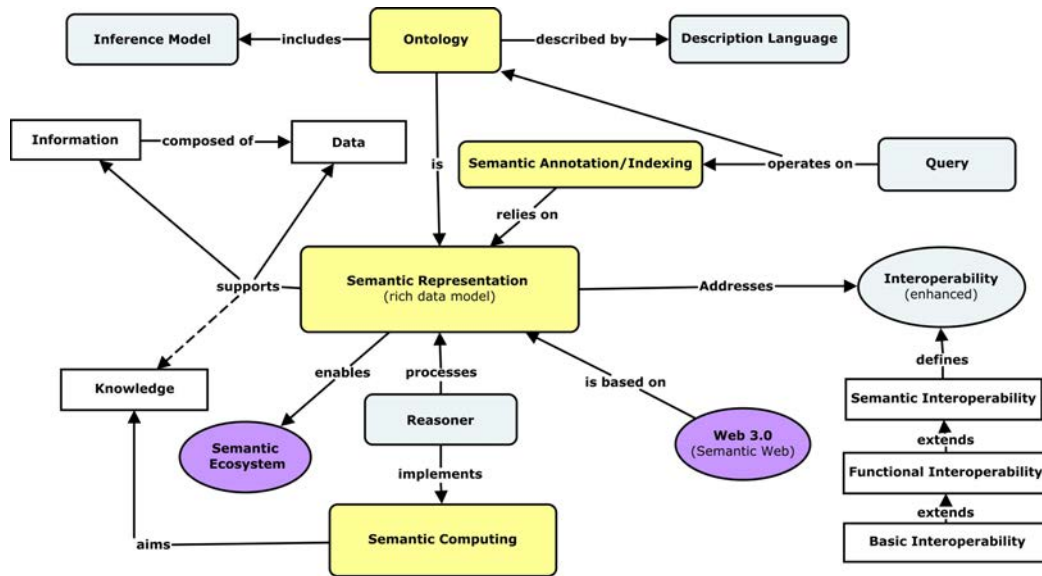 Inference Model
includes
Ontology
described by
Description Language
Information
composed of
Data
is
Semantic Annotation/Indexing
operates on
Query
relies on
supports
Semantic Representation
(rich data model)
Addresses
Interoperability
(enhanced)
defines
enables
processes
is based on
Knowledge
Semantic Interoperability
Reasoner
extends
Semantic
Ecosystem
Web 3.0
(Semantic Web)
Functional Interoperability
implements
extends
aims
Semantic Computing
Basic Interoperability